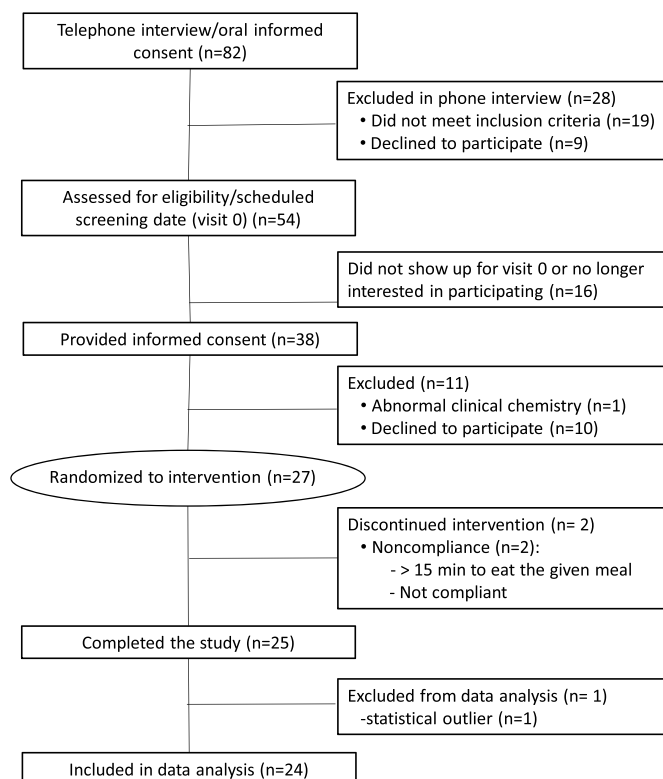 Telephone interview/oral informed
consent (n=82)
Excluded in phone interview (n=28)
• Did not meet inclusion criteria (n=19)
• Declined to participate (n=9)
Assessed for eligibility/scheduled
screening date (visit 0) (n=54)
Did not show up for visit 0 or no longer
interested in participating (n=16)
Provided informed consent (n=38)
Excluded (n=11)
• Abnormal clinical chemistry (n=1)
• Declined to participate (n=10)
Randomized to intervention (n=27)
Discontinued intervention (n= 2)
• Noncompliance (n=2):
- > 15 min to eat the given meal
- Not compliant
Completed the study (n=25)
Excluded from data analysis (n= 1)
-statistical outlier (n=1)
Included in data analysis (n=24)